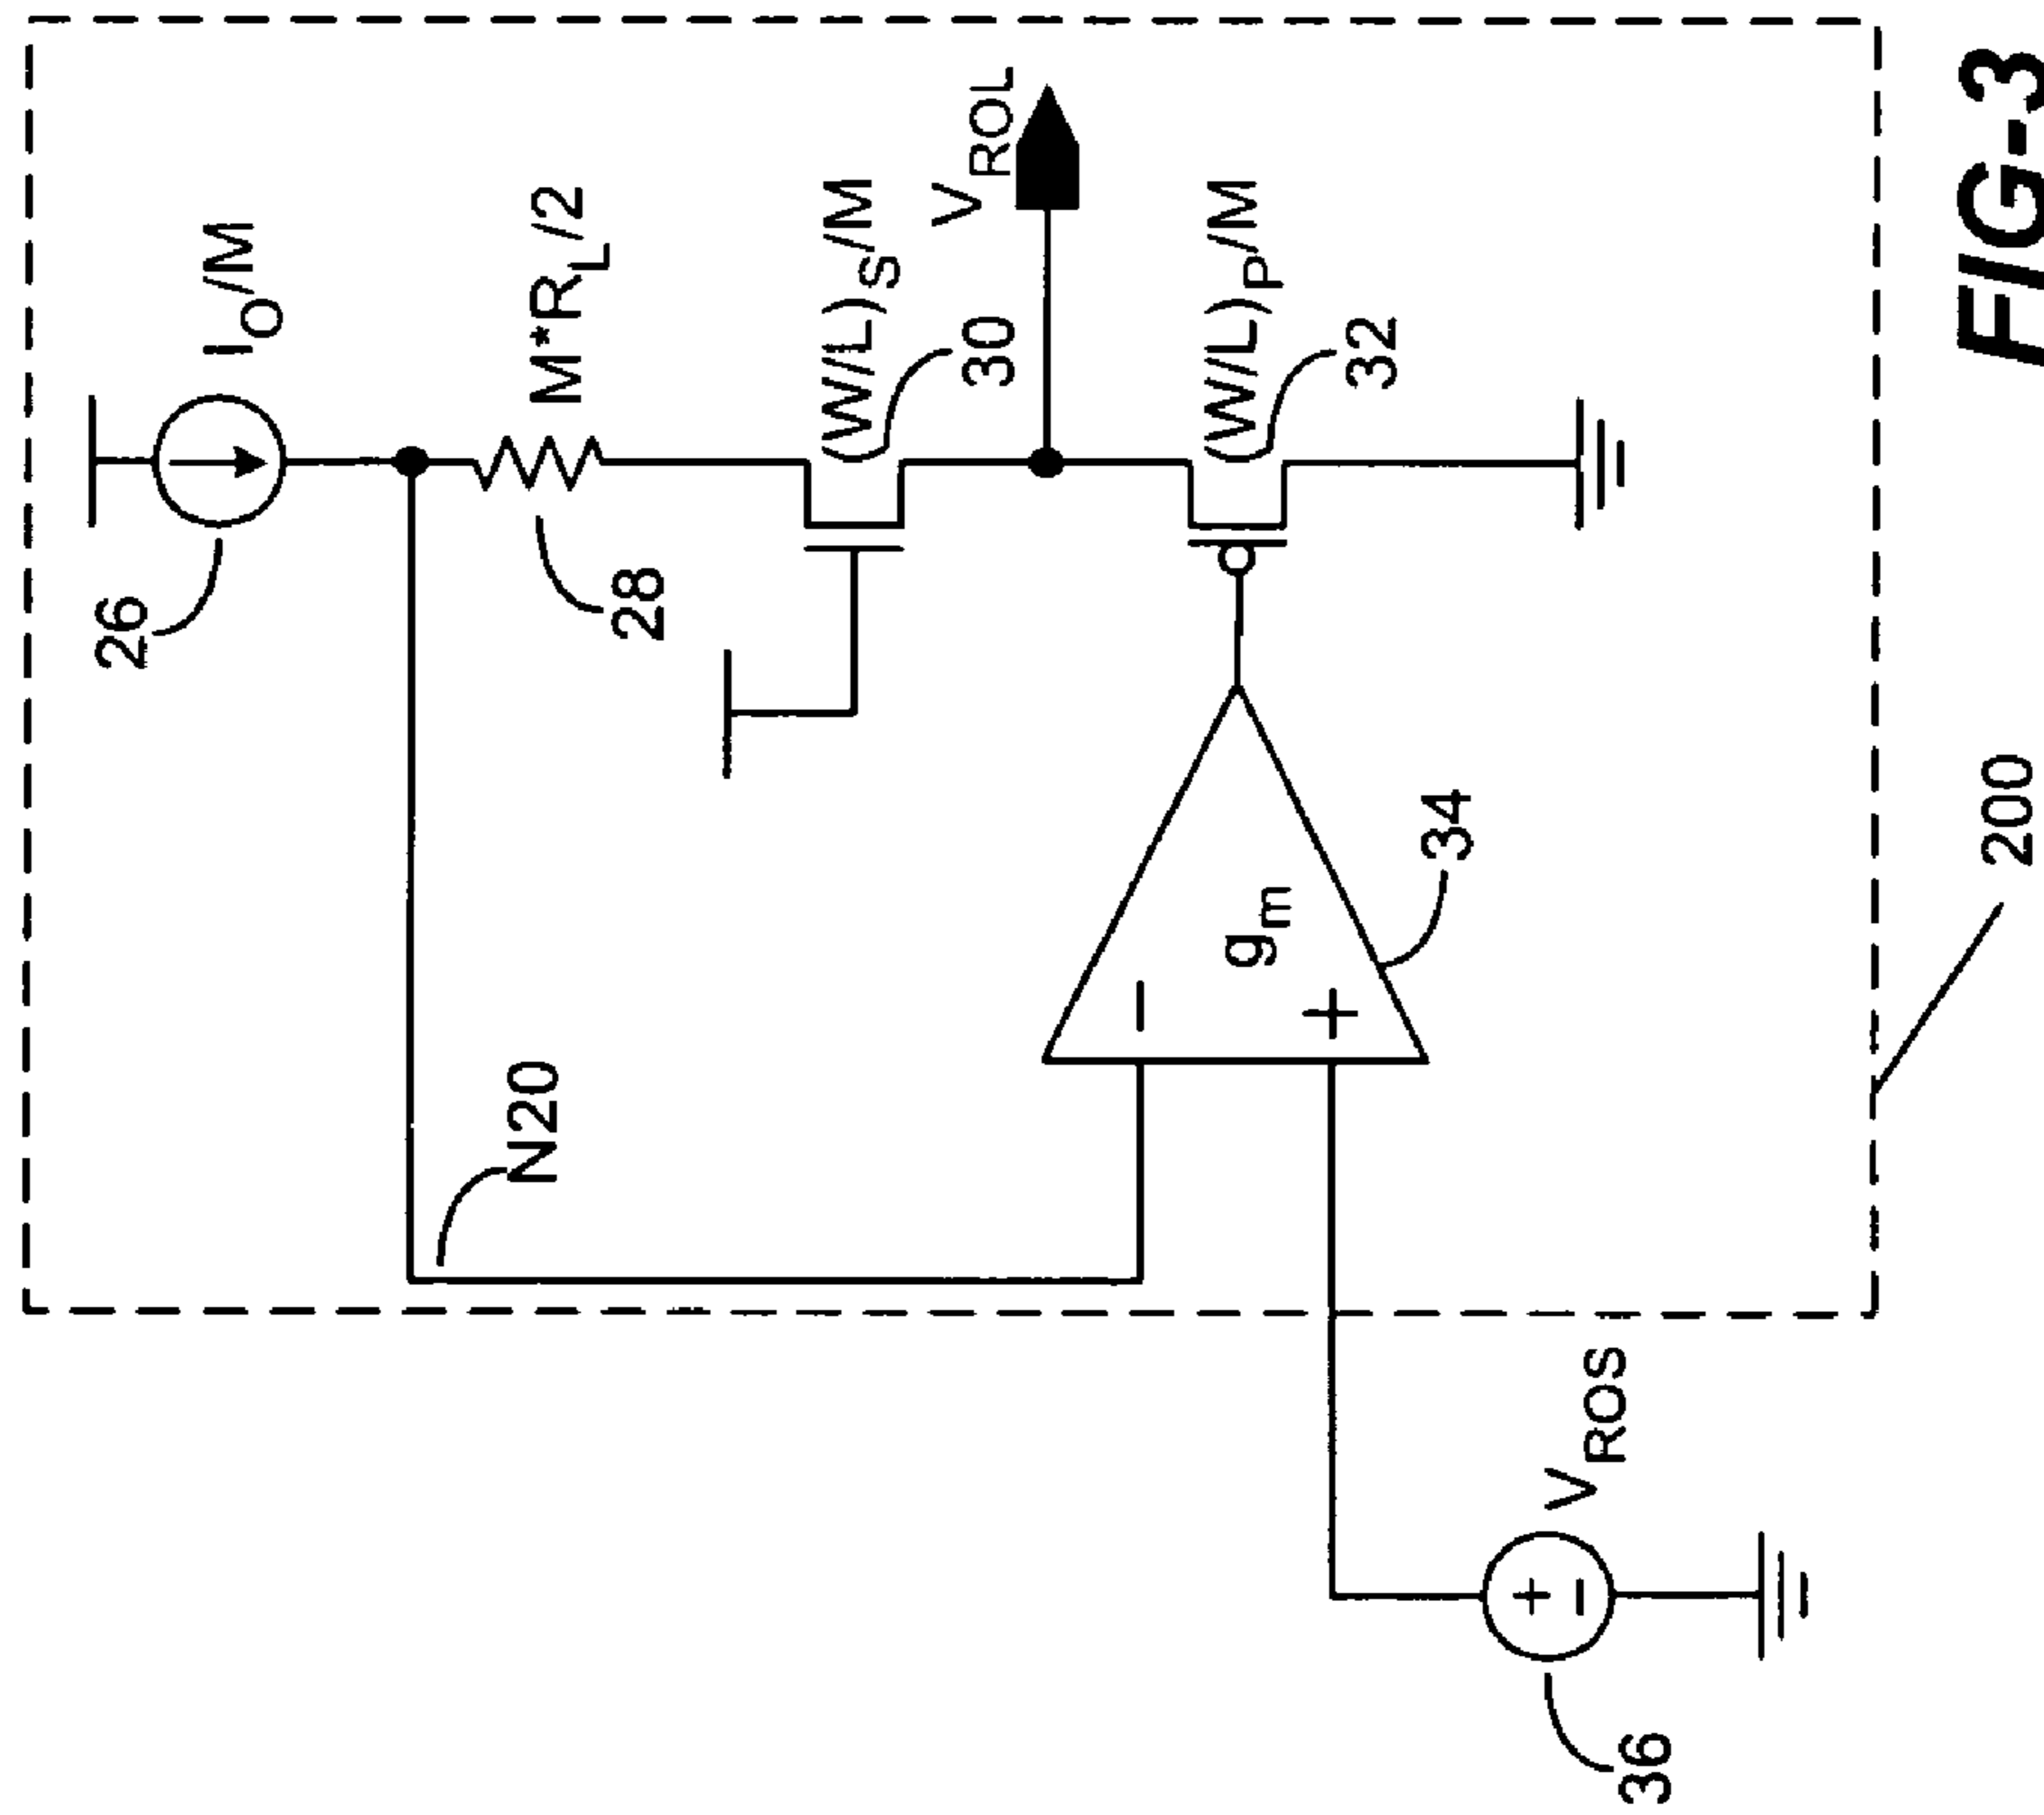 26
I_O/M
N20
28
M*R_L/2
(W/L)_S/M
30
V_ROL
−
+
g_m
34
(W/L)_P/M
32
+
−
V_ROS
36
200
FIG-3